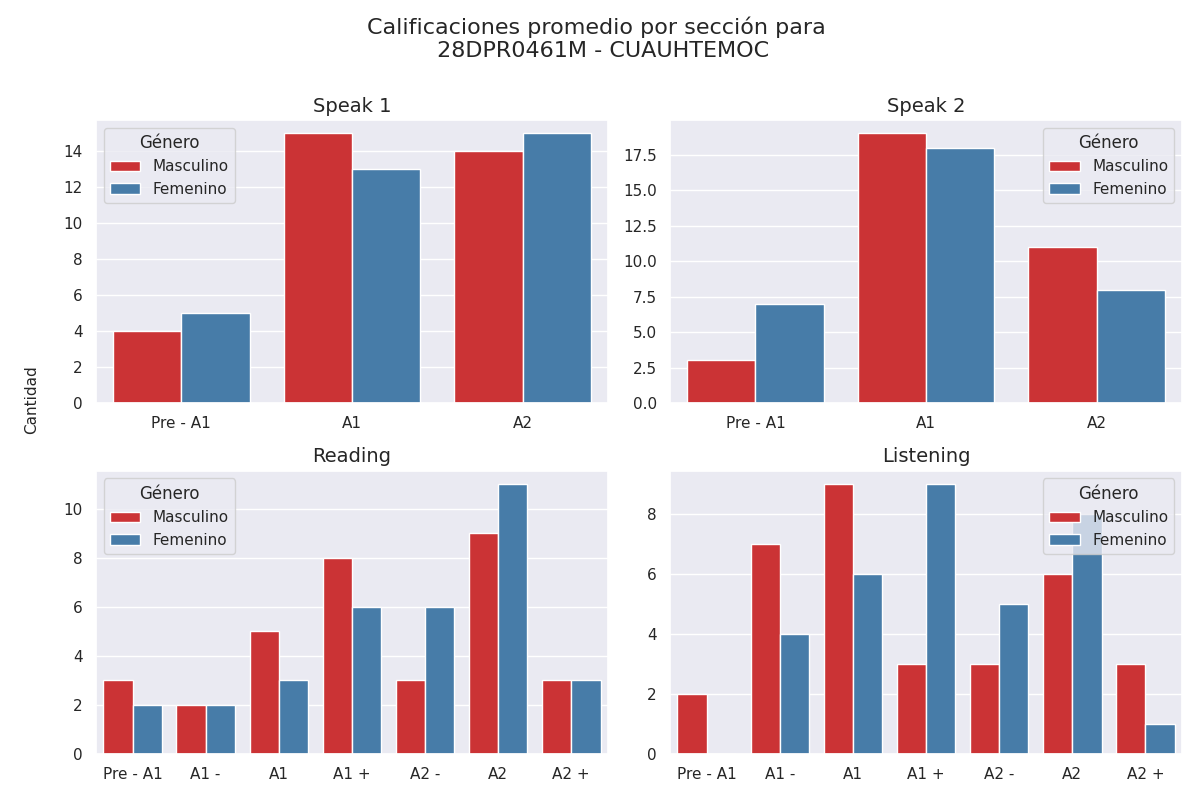 Calificaciones promedio por sección para
28DPR0461M - CUAUHTEMOC
Cantidad
Speak 1
Género
Masculino
Femenino
14
12
10
8
6
4
2
0
Pre - A1 A1 A2
Speak 2
Género
Masculino
Femenino
17.5
15.0
12.5
10.0
7.5
5.0
2.5
0.0
Pre - A1 A1 A2
Reading
Género
Masculino
Femenino
10
8
6
4
2
0
Pre - A1 A1 - A1 A1 + A2 - A2 A2 +
Listening
Género
Masculino
Femenino
8
6
4
2
0
Pre - A1 A1 - A1 A1 + A2 - A2 A2 +